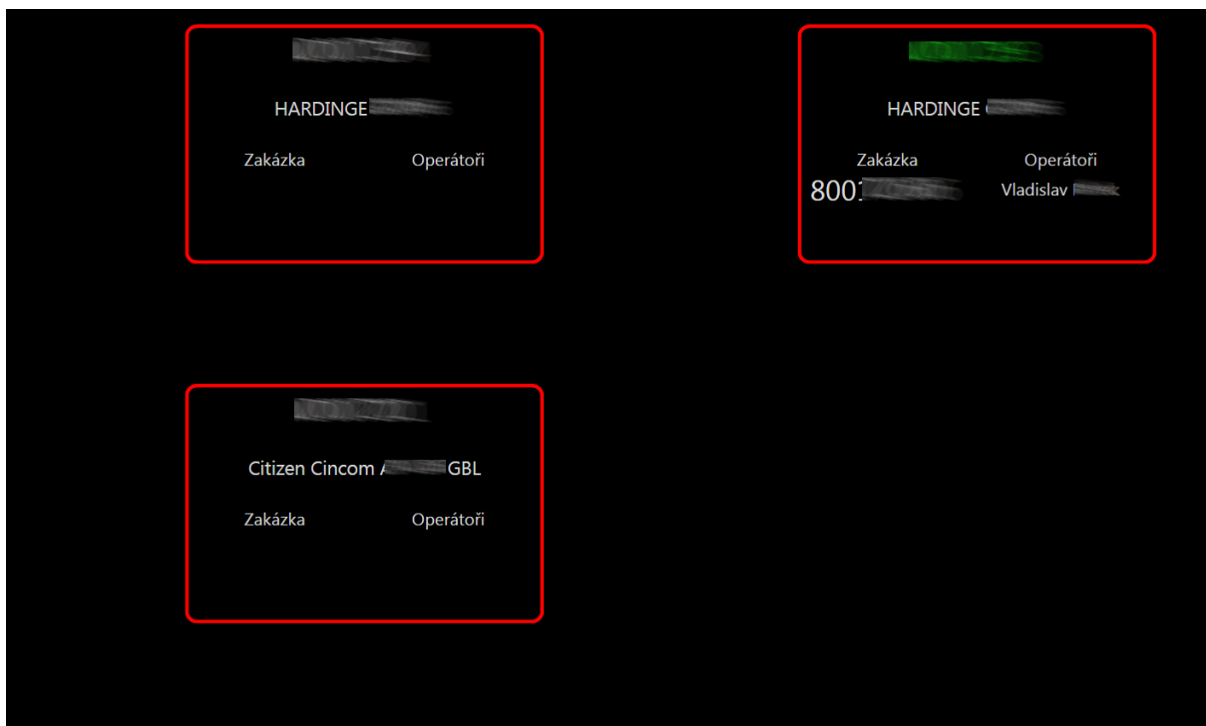 HARDINGE
Zakázka Operátoři
HARDINGE
Zakázka Operátoři
Vladislav
Citizen Cincom GBL
Zakázka Operátoři